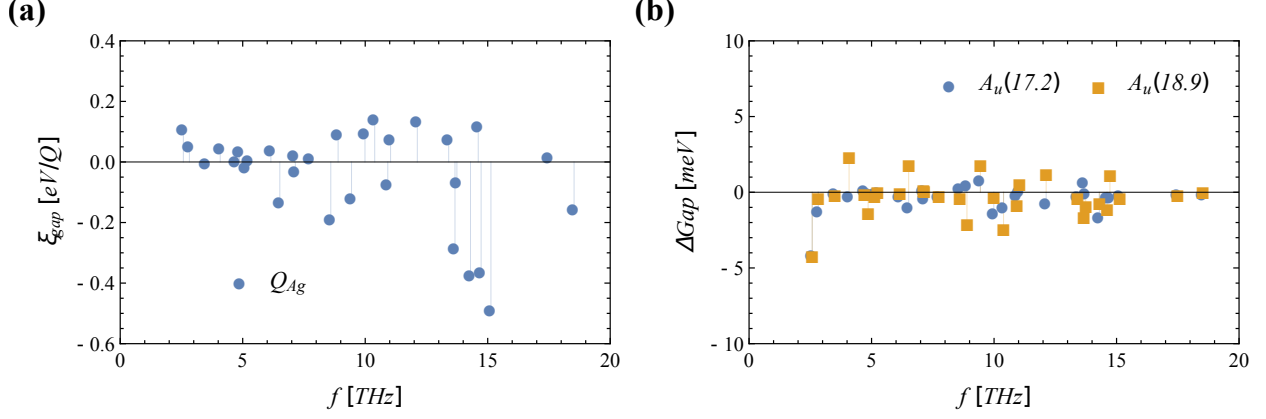 (a)
0.4
0.2
0.0
- 0.2
- 0.4
- 0.6
ξgap [eV/Q]
QAg
0 5 10 15 20
f [THz]
(b)
10
5
0
- 5
- 10
ΔGap [meV]
Au(17.2) Au(18.9)
0 5 10 15 20
f [THz]